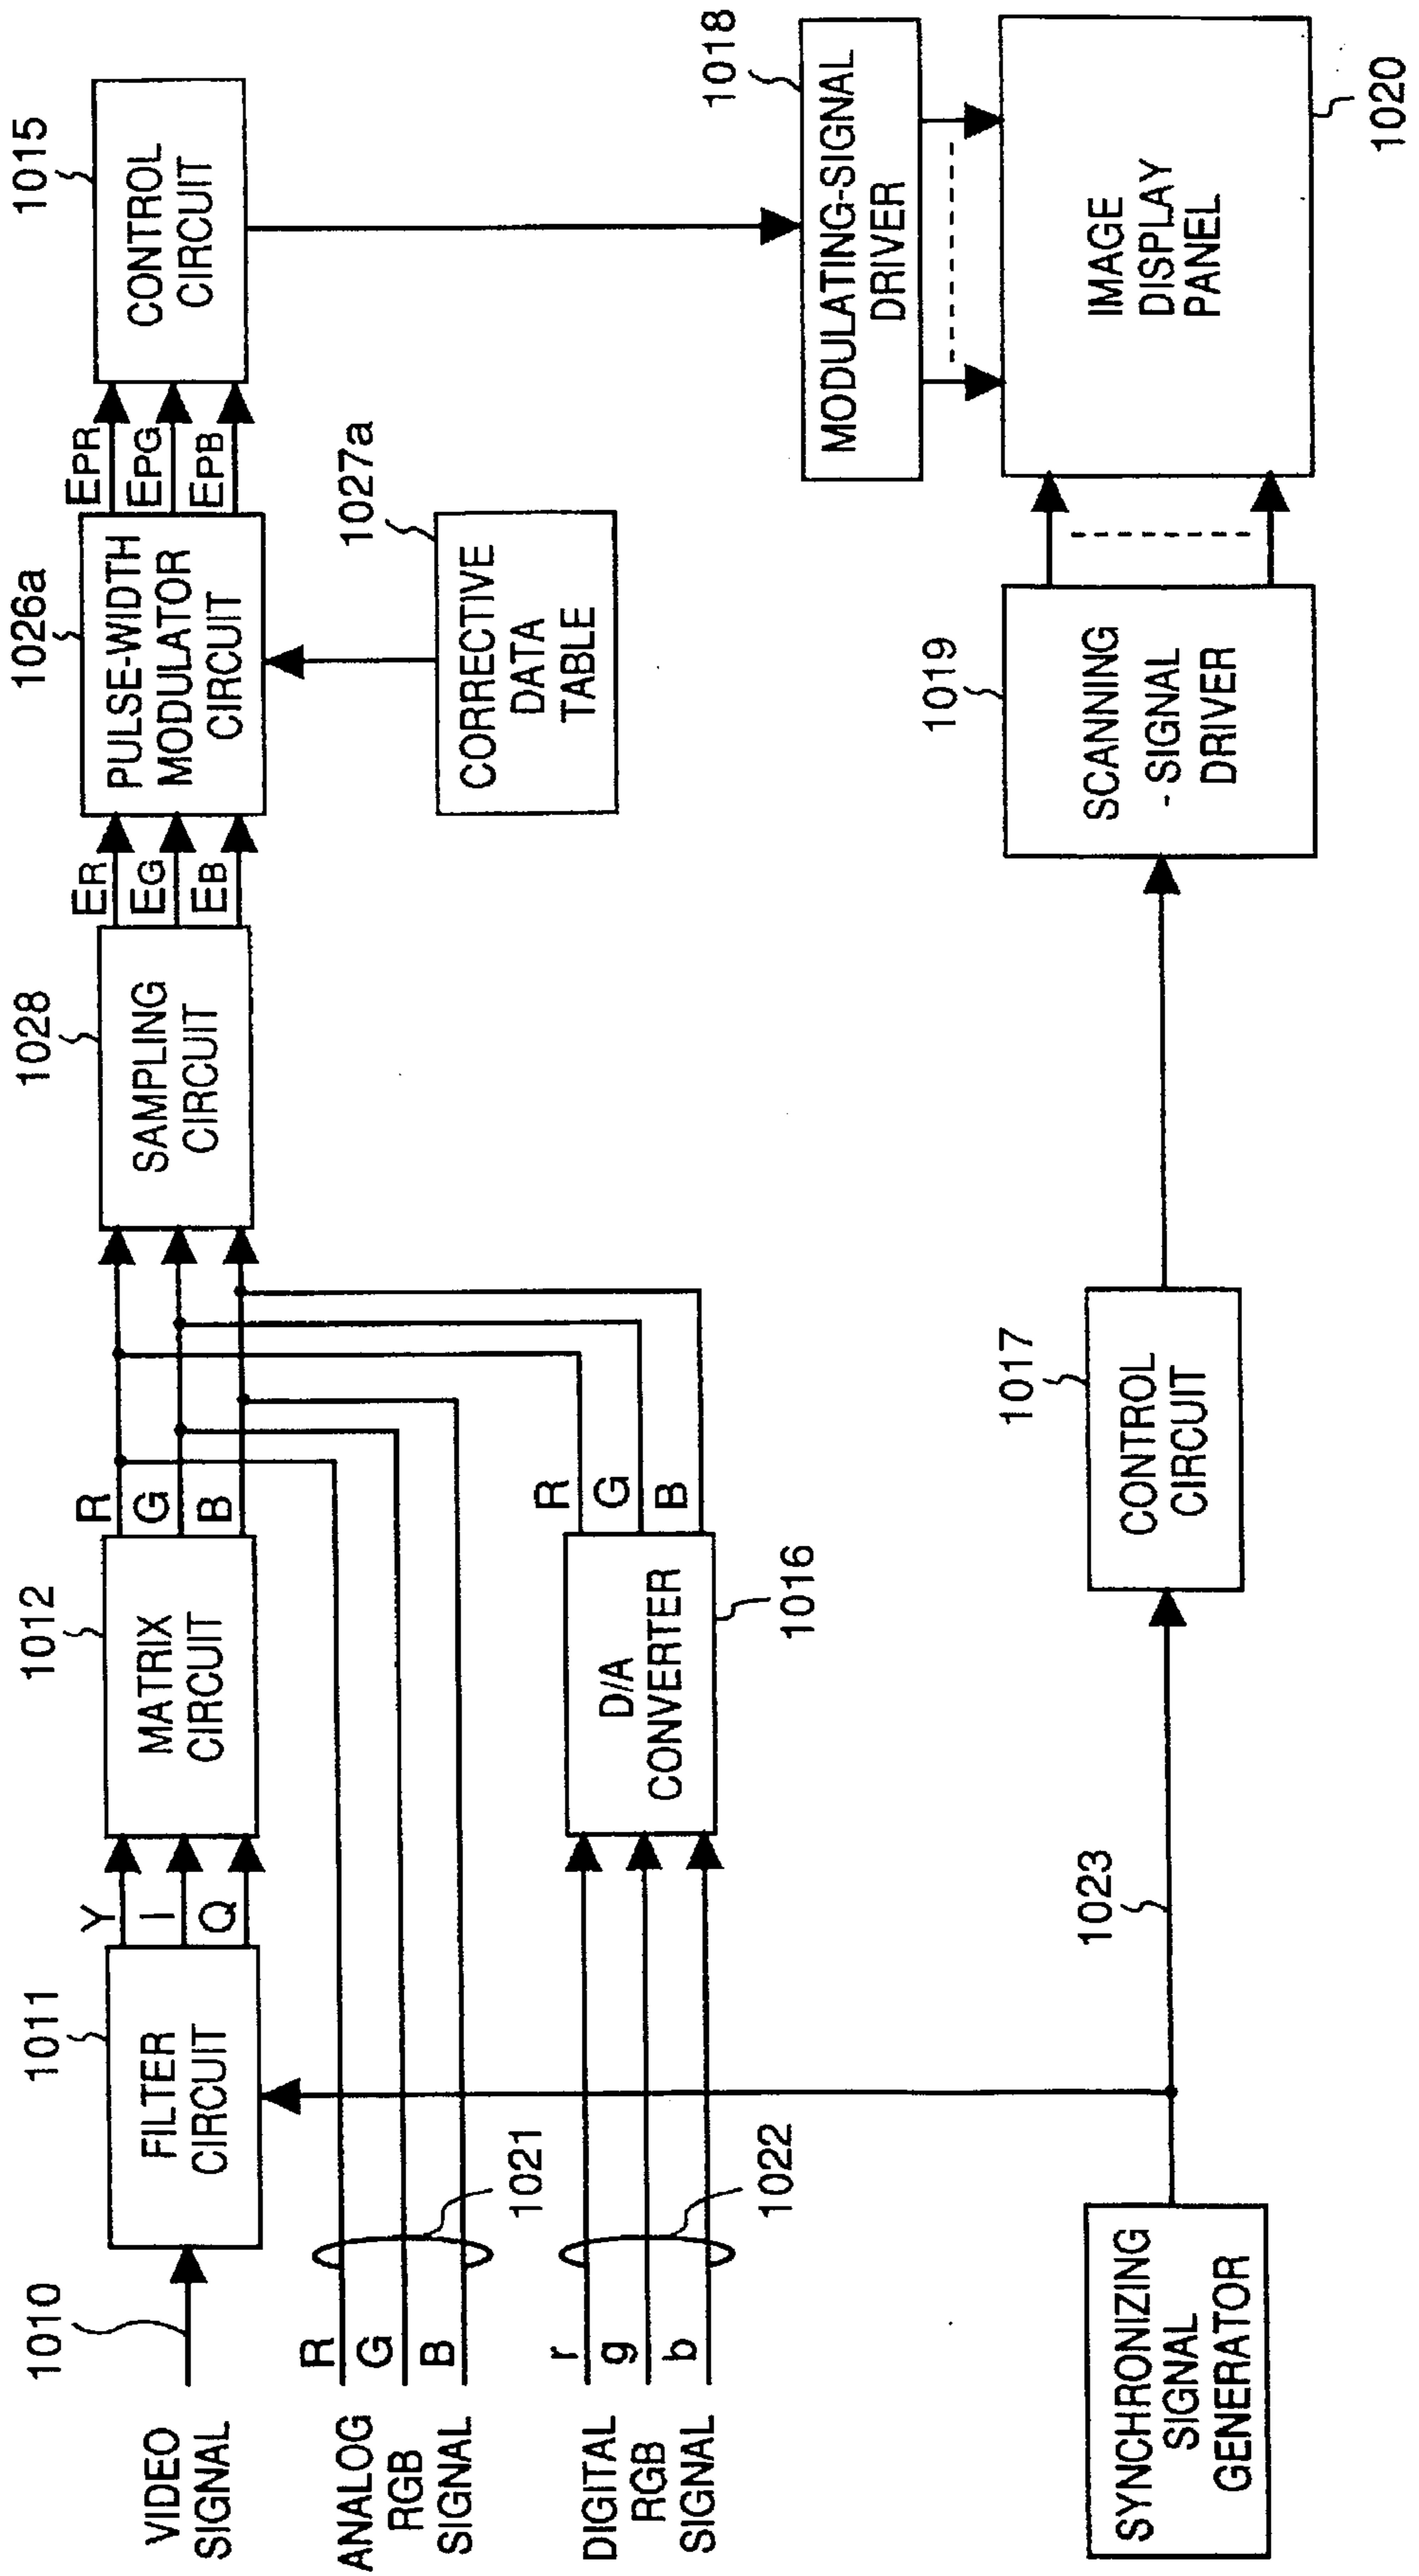 VIDEO
SIGNAL
1010
FILTER
CIRCUIT
1011
Y
I
Q
MATRIX
CIRCUIT
1012
R
G
B
SAMPLING
CIRCUIT
1028
ER
EG
EB
PULSE-WIDTH
MODULATOR
CIRCUIT
1026a
EPR
EPG
EPB
CONTROL
CIRCUIT
1015
ANALOG
RGB
SIGNAL
R
G
B
1021
DIGITAL
RGB
SIGNAL
r
g
b
1022
D/A
CONVERTER
1016
R
G
B
CORRECTIVE
DATA
TABLE
1027a
MODULATING-SIGNAL
DRIVER
1018
SYNCHRONIZING
SIGNAL
GENERATOR
1023
CONTROL
CIRCUIT
1017
SCANNING
-SIGNAL
DRIVER
1019
IMAGE
DISPLAY
PANEL
1020